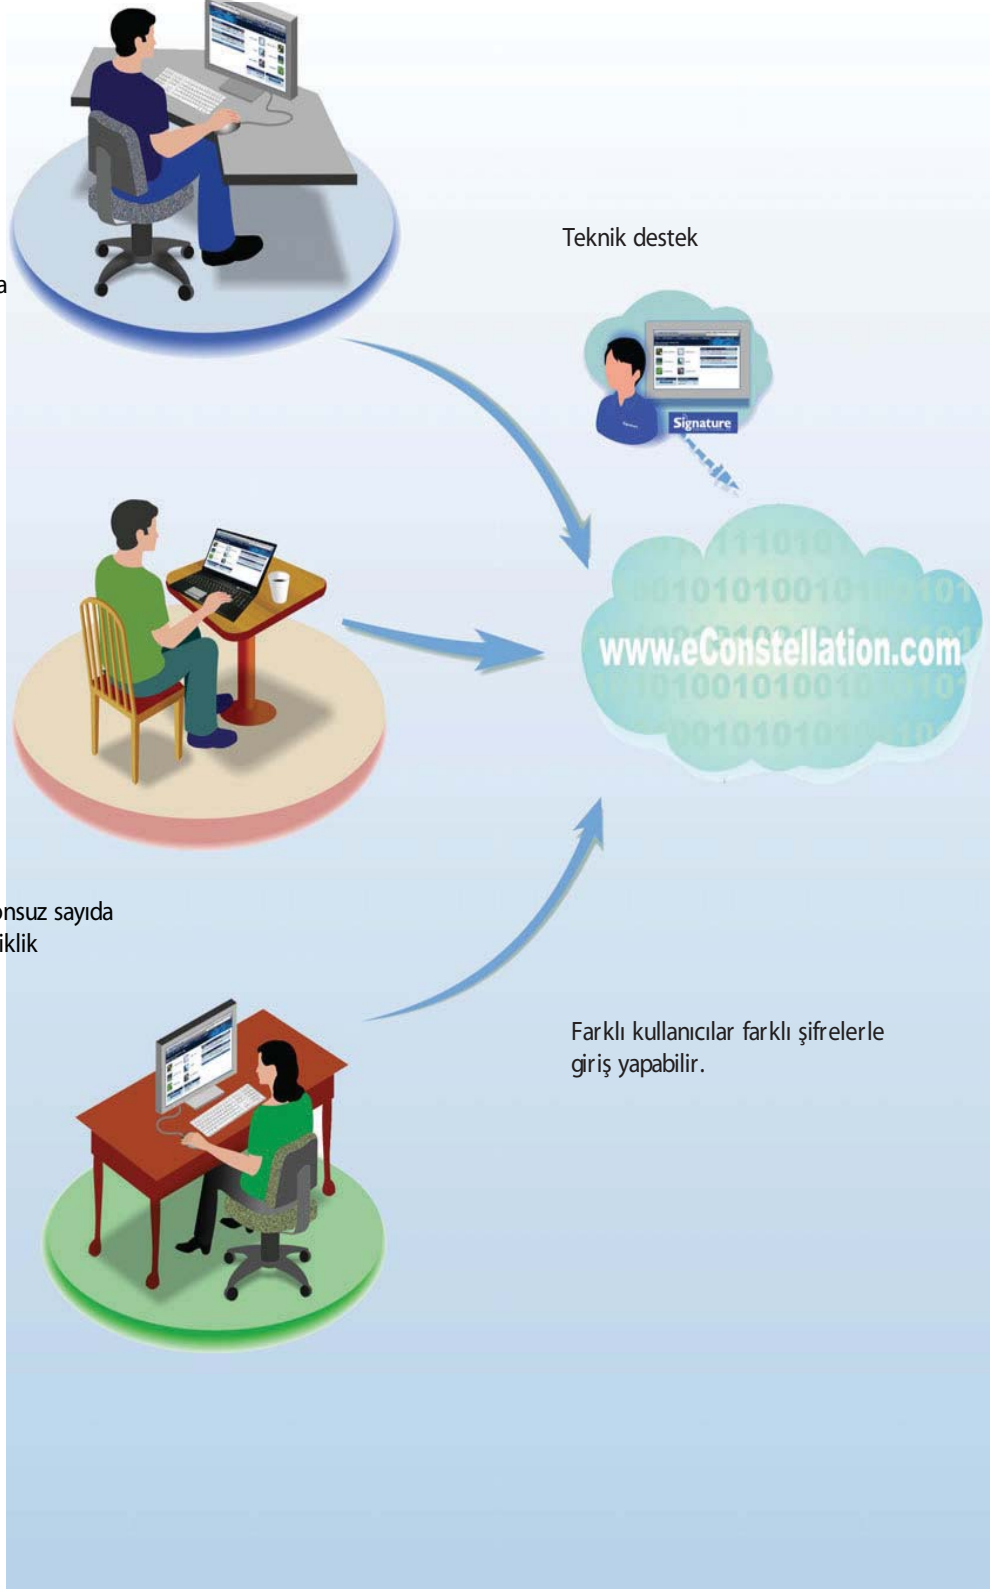 Teknik destek
a
Signature
www.eConstellation.com
onsuz sayıda
iklik
Farklı kullanıcılar farklı şifrelerle
giriş yapabilir.